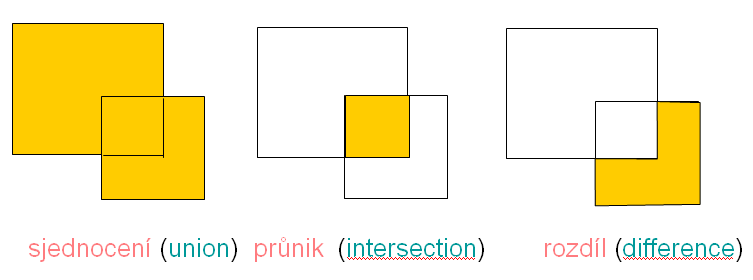 sjednocení (union) průnik (intersection) rozdíl (difference)